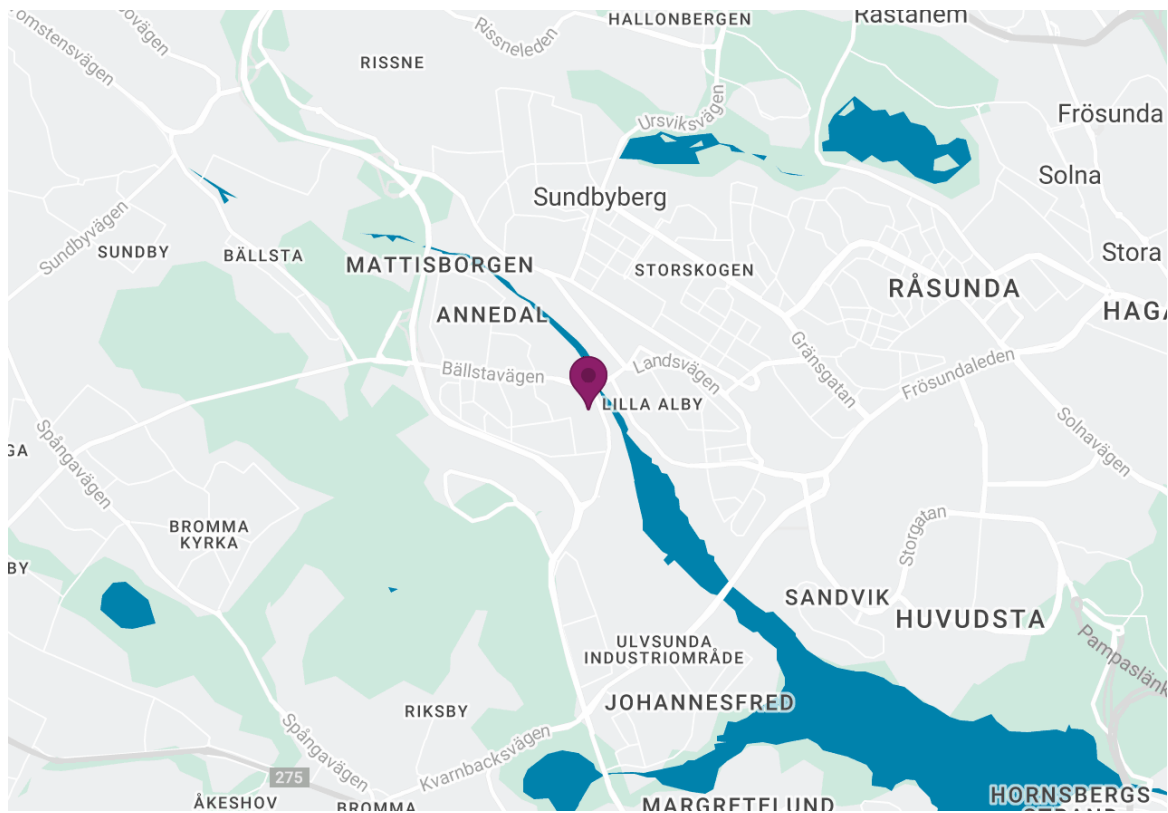 HALLONBERGEN
Råstahem
Rissneleden
RISSNE
Ursviksvägen
Frösunda
Solna
Sundbyberg
Sundbyvägen
SUNDBY
BÄLLSTA
MATTISBORGEN
STORSKOGEN
Stora
RÅSUNDA
ANNEDAL
Bällstavägen
Landsvägen
Gränsgatan
Frösundaleden
LILLA ALBY
Solnavägen
Spångavägen
BROMMA
KYRKA
Storgatan
SANDVIK
HUVUDSTA
ULVSUNDA
INDUSTRIOMRÅDE
JOHANNESFRED
RIKSBY
Kvarnbacksvägen
Spångavägen
275
ÅKESHOV
BROMMA
MARGRETELUND
HORNSBERGS
STRAND